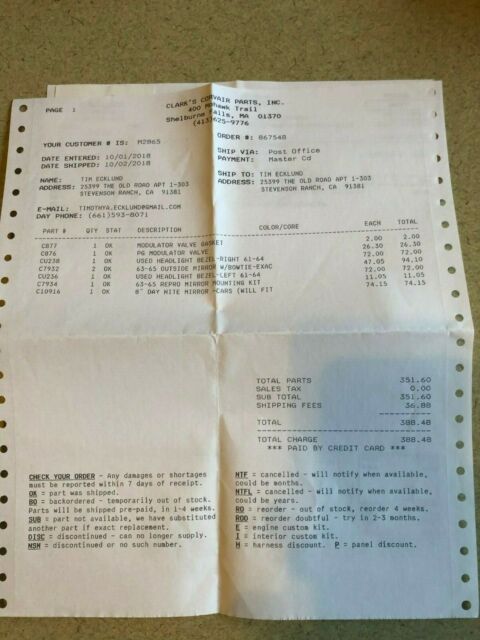 PAGE 1
CLARK'S CORVAIR PARTS, INC.
400 Mohawk Trail
Shelburne Falls, MA 01370
(413)625-9776
YOUR CUSTOMER # IS: M2865
ORDER #: 867548
DATE ENTERED: 10/01/2018
DATE SHIPPED: 10/02/2018
SHIP VIA: Post Office
PAYMENT: Master Cd
NAME: TIM ECKLUND
ADDRESS: 25399 THE OLD ROAD APT 1-303
STEVENSON RANCH, CA 91381
SHIP TO: TIM ECKLUND
ADDRESS: 25399 THE OLD ROAD APT 1-303
STEVENSON RANCH, CA 91381
E-MAIL: TIMOTHYA.ECKLUND@GMAIL.COM
DAY PHONE: (661)593-8071
PART # QTY STAT DESCRIPTION COLOR/CORE EACH TOTAL
C877 1 OK MODULATOR VALVE GASKET 2.00 2.00
C876 1 OK PG MODULATOR VALVE 26.30 26.30
CU238 1 OK USED HEADLIGHT BEZEL-RIGHT 61-64 72.00 72.00
C7932 2 OK 63-65 OUTSIDE MIRROR W/BOWTIE-EXAC 47.05 94.10
CU236 1 OK USED HEADLIGHT BEZEL-LEFT 61-64 72.00 72.00
C7934 1 OK 63-65 REPRO MIRROR MOUNTING KIT 11.05 11.05
C10916 1 OK 8" DAY NITE MIRROR -CARS (WILL FIT 74.15 74.15
TOTAL PARTS 351.60
SALES TAX 0.00
SUB TOTAL 351.60
SHIPPING FEES 36.88
TOTAL 388.48
TOTAL CHARGE 388.48
*** PAID BY CREDIT CARD ***
CHECK YOUR ORDER - Any damages or shortages
must be reported within 7 days of receipt.
OK = part was shipped.
BO = backordered - temporarily out of stock.
Parts will be shipped pre-paid, in 1-4 weeks.
SUB = part not available, we have substituted
another part if exact replacement.
DISC = discontinued - can no longer supply.
NSN = discontinued or no such number.
NTF = cancelled - will notify when available,
could be months.
NTFL = cancelled - will notify when available,
could be years.
RO = reorder - out of stock, reorder 4 weeks.
ROD = reorder doubtful - try in 2-3 months.
E = engine custom kit.
I = interior custom kit.
H = harness discount. P = panel discount.